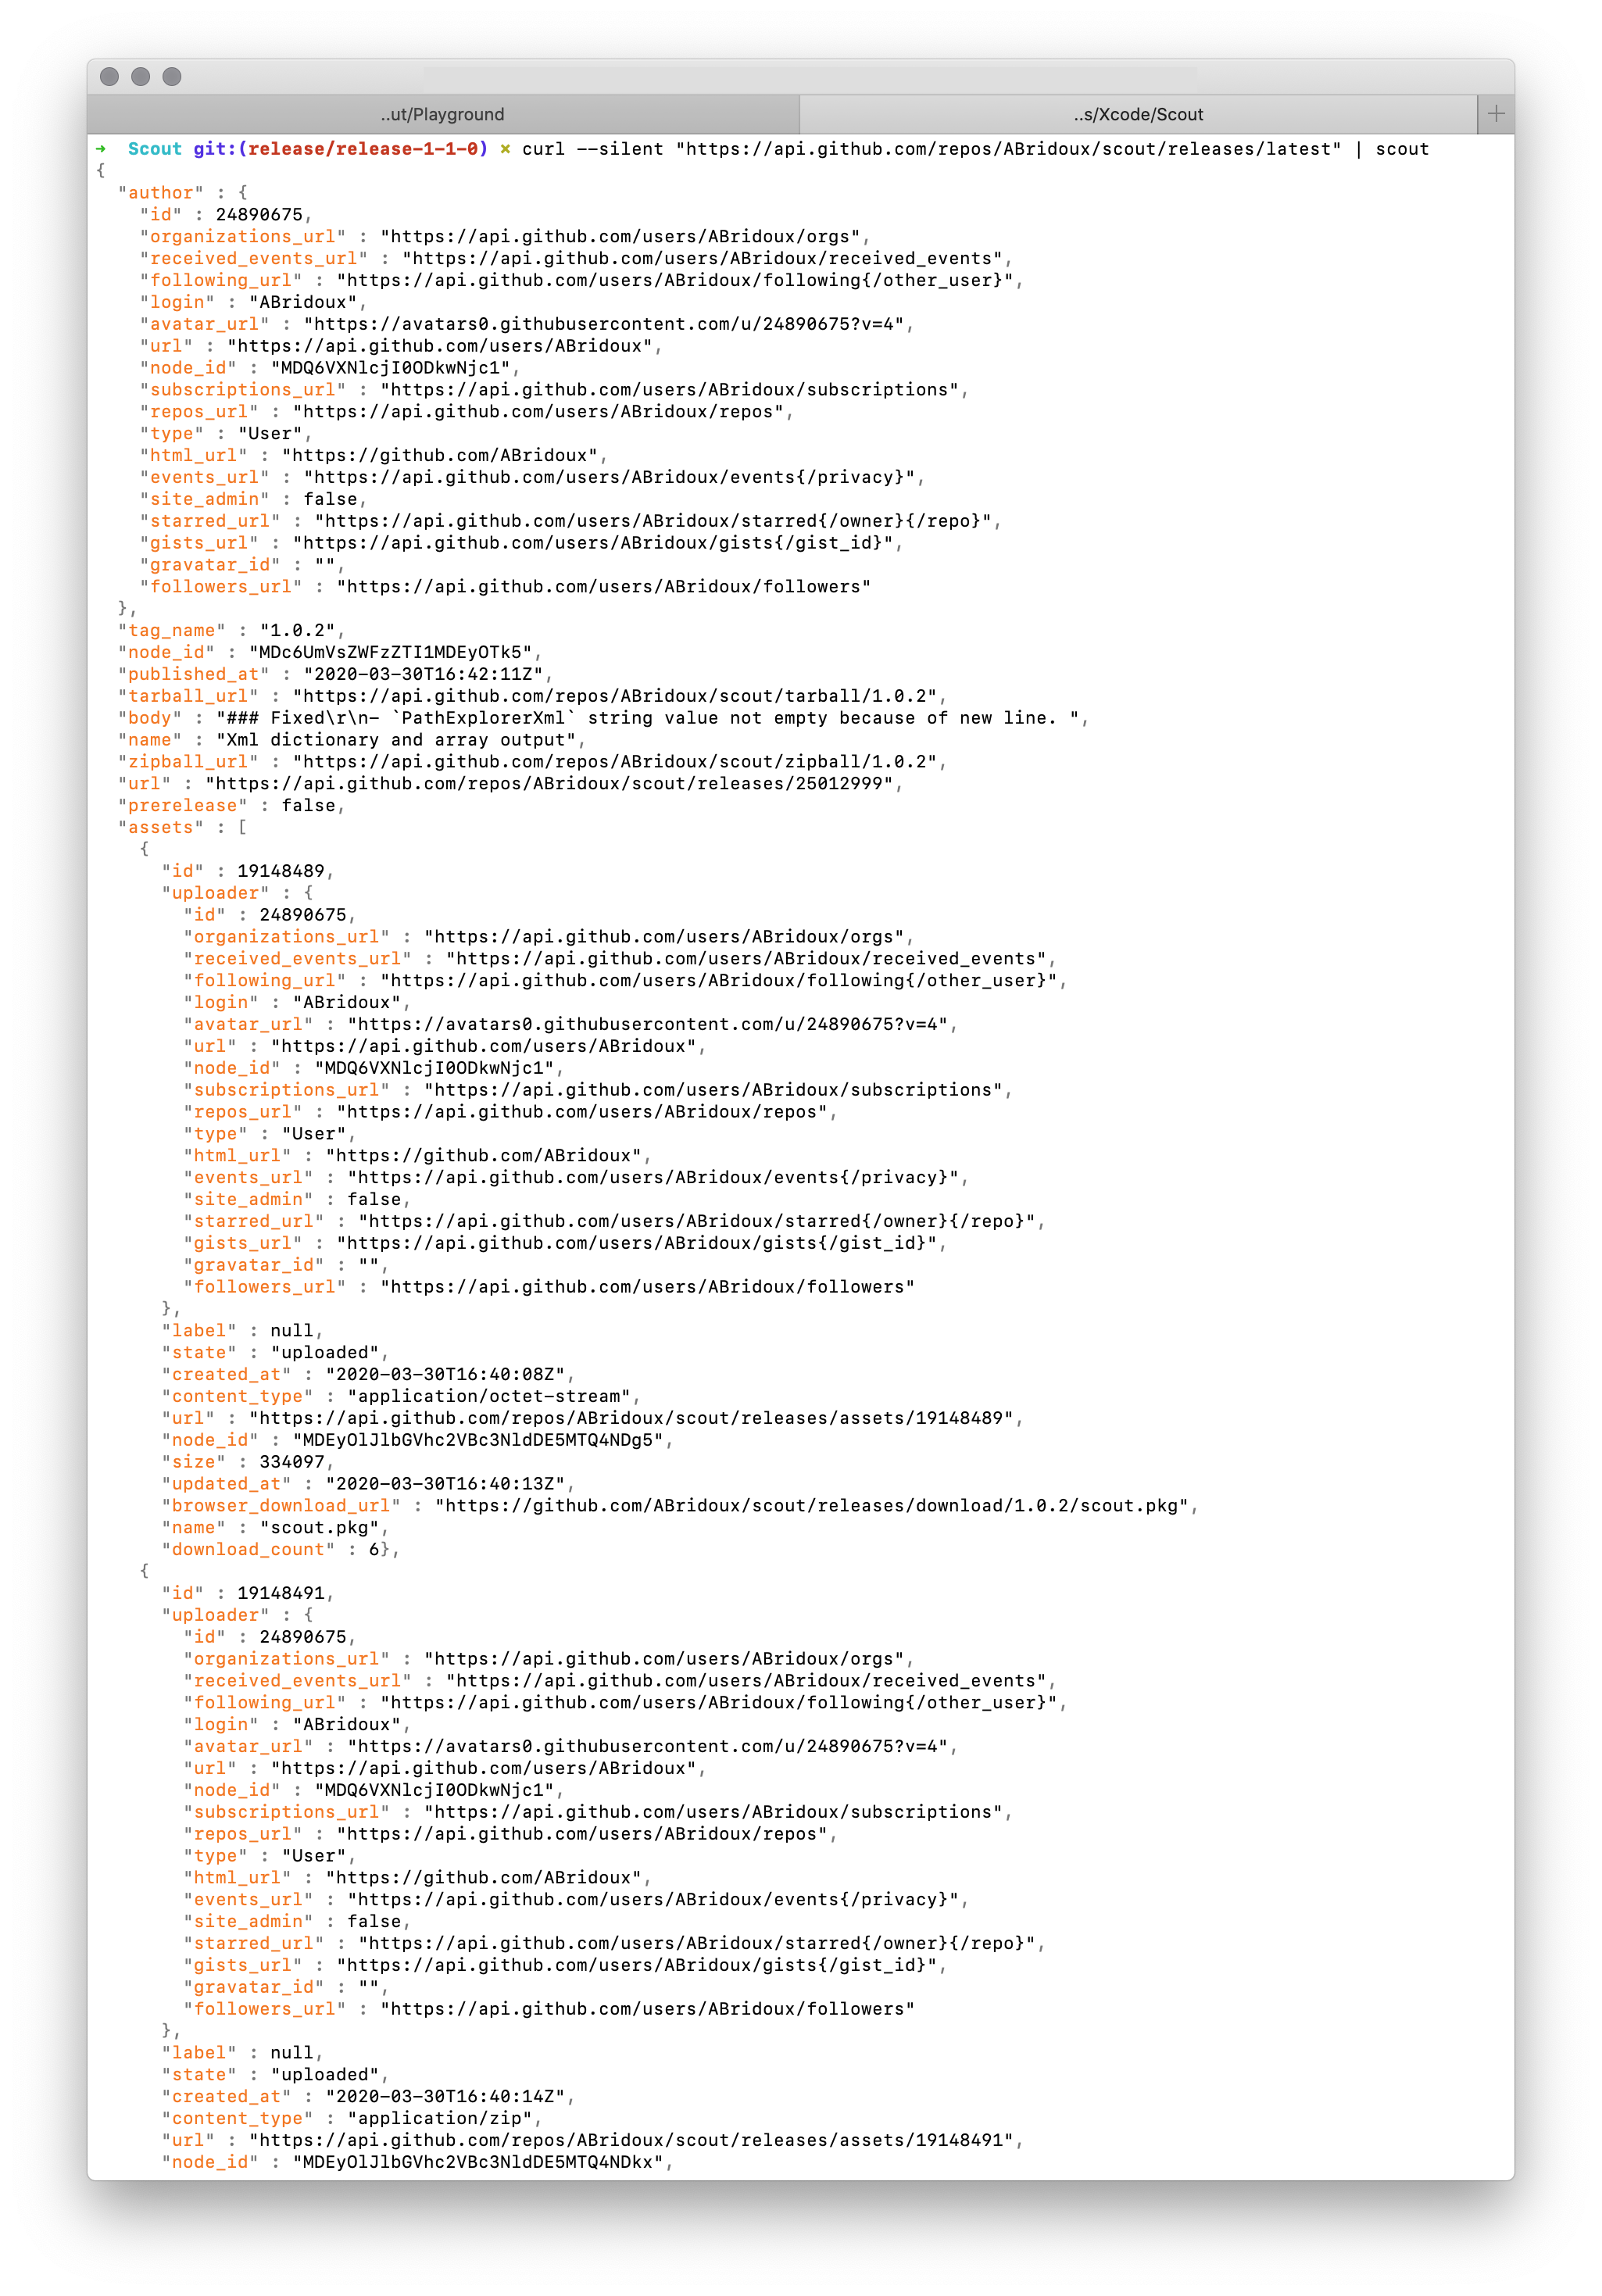 ..ut/Playground
..s/Xcode/Scout
+
➜  Scout git:(release/release-1-1-0) ✗ curl --silent "https://api.github.com/repos/ABridoux/scout/releases/latest" | scout
{
  "author" : {
    "id" : 24890675,
    "organizations_url" : "https://api.github.com/users/ABridoux/orgs",
    "received_events_url" : "https://api.github.com/users/ABridoux/received_events",
    "following_url" : "https://api.github.com/users/ABridoux/following{/other_user}",
    "login" : "ABridoux",
    "avatar_url" : "https://avatars0.githubusercontent.com/u/24890675?v=4",
    "url" : "https://api.github.com/users/ABridoux",
    "node_id" : "MDQ6VXNlcjI0ODkwNjc1",
    "subscriptions_url" : "https://api.github.com/users/ABridoux/subscriptions",
    "repos_url" : "https://api.github.com/users/ABridoux/repos",
    "type" : "User",
    "html_url" : "https://github.com/ABridoux",
    "events_url" : "https://api.github.com/users/ABridoux/events{/privacy}",
    "site_admin" : false,
    "starred_url" : "https://api.github.com/users/ABridoux/starred{/owner}{/repo}",
    "gists_url" : "https://api.github.com/users/ABridoux/gists{/gist_id}",
    "gravatar_id" : "",
    "followers_url" : "https://api.github.com/users/ABridoux/followers"
  },
  "tag_name" : "1.0.2",
  "node_id" : "MDc6UmVsZWFzZTI1MDEyOTk5",
  "published_at" : "2020-03-30T16:42:11Z",
  "tarball_url" : "https://api.github.com/repos/ABridoux/scout/tarball/1.0.2",
  "body" : "### Fixed\r\n- `PathExplorerXml` string value not empty because of new line. ",
  "name" : "Xml dictionary and array output",
  "zipball_url" : "https://api.github.com/repos/ABridoux/scout/zipball/1.0.2",
  "url" : "https://api.github.com/repos/ABridoux/scout/releases/25012999",
  "prerelease" : false,
  "assets" : [
    {
      "id" : 19148489,
      "uploader" : {
        "id" : 24890675,
        "organizations_url" : "https://api.github.com/users/ABridoux/orgs",
        "received_events_url" : "https://api.github.com/users/ABridoux/received_events",
        "following_url" : "https://api.github.com/users/ABridoux/following{/other_user}",
        "login" : "ABridoux",
        "avatar_url" : "https://avatars0.githubusercontent.com/u/24890675?v=4",
        "url" : "https://api.github.com/users/ABridoux",
        "node_id" : "MDQ6VXNlcjI0ODkwNjc1",
        "subscriptions_url" : "https://api.github.com/users/ABridoux/subscriptions",
        "repos_url" : "https://api.github.com/users/ABridoux/repos",
        "type" : "User",
        "html_url" : "https://github.com/ABridoux",
        "events_url" : "https://api.github.com/users/ABridoux/events{/privacy}",
        "site_admin" : false,
        "starred_url" : "https://api.github.com/users/ABridoux/starred{/owner}{/repo}",
        "gists_url" : "https://api.github.com/users/ABridoux/gists{/gist_id}",
        "gravatar_id" : "",
        "followers_url" : "https://api.github.com/users/ABridoux/followers"
      },
      "label" : null,
      "state" : "uploaded",
      "created_at" : "2020-03-30T16:40:08Z",
      "content_type" : "application/octet-stream",
      "url" : "https://api.github.com/repos/ABridoux/scout/releases/assets/19148489",
      "node_id" : "MDEyOlJlbGVhc2VBc3NldDE5MTQ4NDg5",
      "size" : 334097,
      "updated_at" : "2020-03-30T16:40:13Z",
      "browser_download_url" : "https://github.com/ABridoux/scout/releases/download/1.0.2/scout.pkg",
      "name" : "scout.pkg",
      "download_count" : 6},
    {
      "id" : 19148491,
      "uploader" : {
        "id" : 24890675,
        "organizations_url" : "https://api.github.com/users/ABridoux/orgs",
        "received_events_url" : "https://api.github.com/users/ABridoux/received_events",
        "following_url" : "https://api.github.com/users/ABridoux/following{/other_user}",
        "login" : "ABridoux",
        "avatar_url" : "https://avatars0.githubusercontent.com/u/24890675?v=4",
        "url" : "https://api.github.com/users/ABridoux",
        "node_id" : "MDQ6VXNlcjI0ODkwNjc1",
        "subscriptions_url" : "https://api.github.com/users/ABridoux/subscriptions",
        "repos_url" : "https://api.github.com/users/ABridoux/repos",
        "type" : "User",
        "html_url" : "https://github.com/ABridoux",
        "events_url" : "https://api.github.com/users/ABridoux/events{/privacy}",
        "site_admin" : false,
        "starred_url" : "https://api.github.com/users/ABridoux/starred{/owner}{/repo}",
        "gists_url" : "https://api.github.com/users/ABridoux/gists{/gist_id}",
        "gravatar_id" : "",
        "followers_url" : "https://api.github.com/users/ABridoux/followers"
      },
      "label" : null,
      "state" : "uploaded",
      "created_at" : "2020-03-30T16:40:14Z",
      "content_type" : "application/zip",
      "url" : "https://api.github.com/repos/ABridoux/scout/releases/assets/19148491",
      "node_id" : "MDEyOlJlbGVhc2VBc3NldDE5MTQ4NDkx",